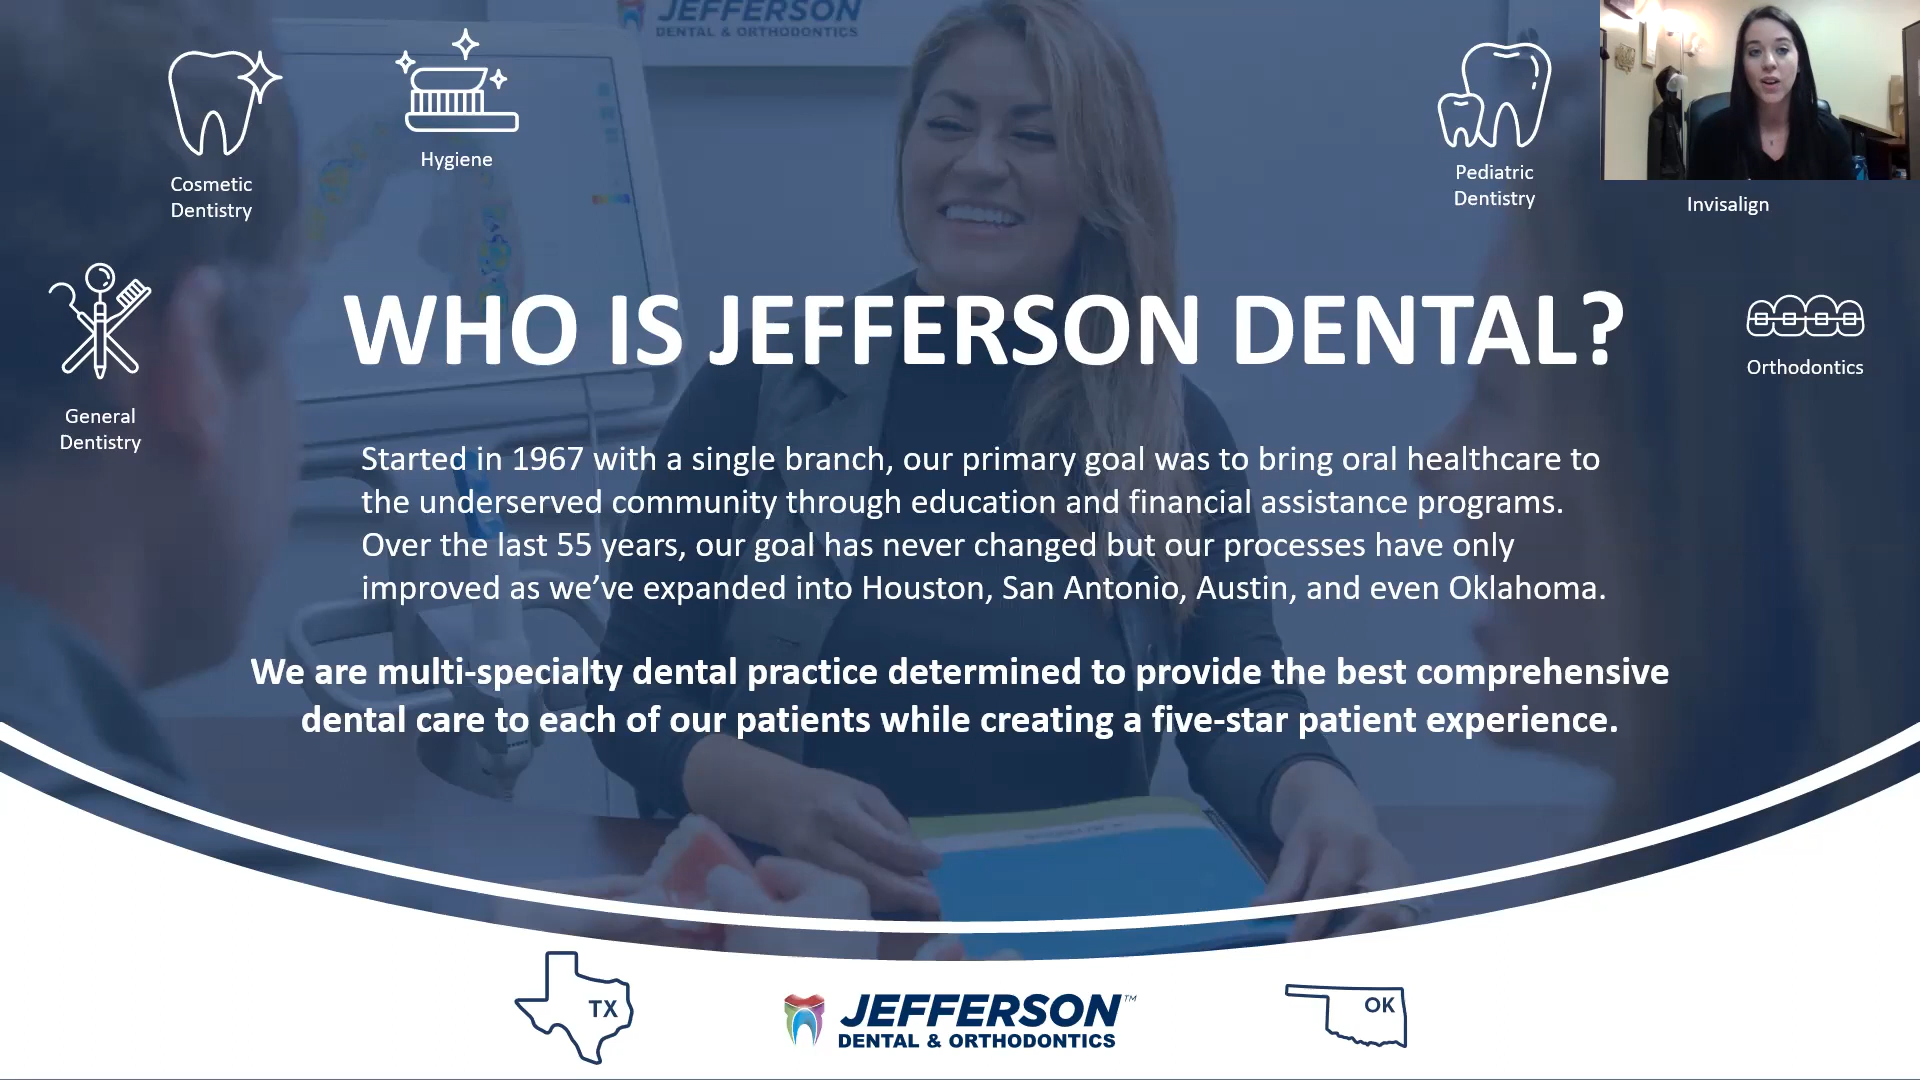 JEFFERSON
DENTAL & ORTHODONTICS
Hygiene
Cosmetic
Dentistry
Pediatric
Dentistry
Invisalign
General
Dentistry
Orthodontics
WHO IS JEFFERSON DENTAL?
Started in 1967 with a single branch, our primary goal was to bring oral healthcare to
the underserved community through education and financial assistance programs.
Over the last 55 years, our goal has never changed but our processes have only
improved as we’ve expanded into Houston, San Antonio, Austin, and even Oklahoma.
We are multi-specialty dental practice determined to provide the best comprehensive
dental care to each of our patients while creating a five-star patient experience.
TX
JEFFERSON™
DENTAL & ORTHODONTICS
OK